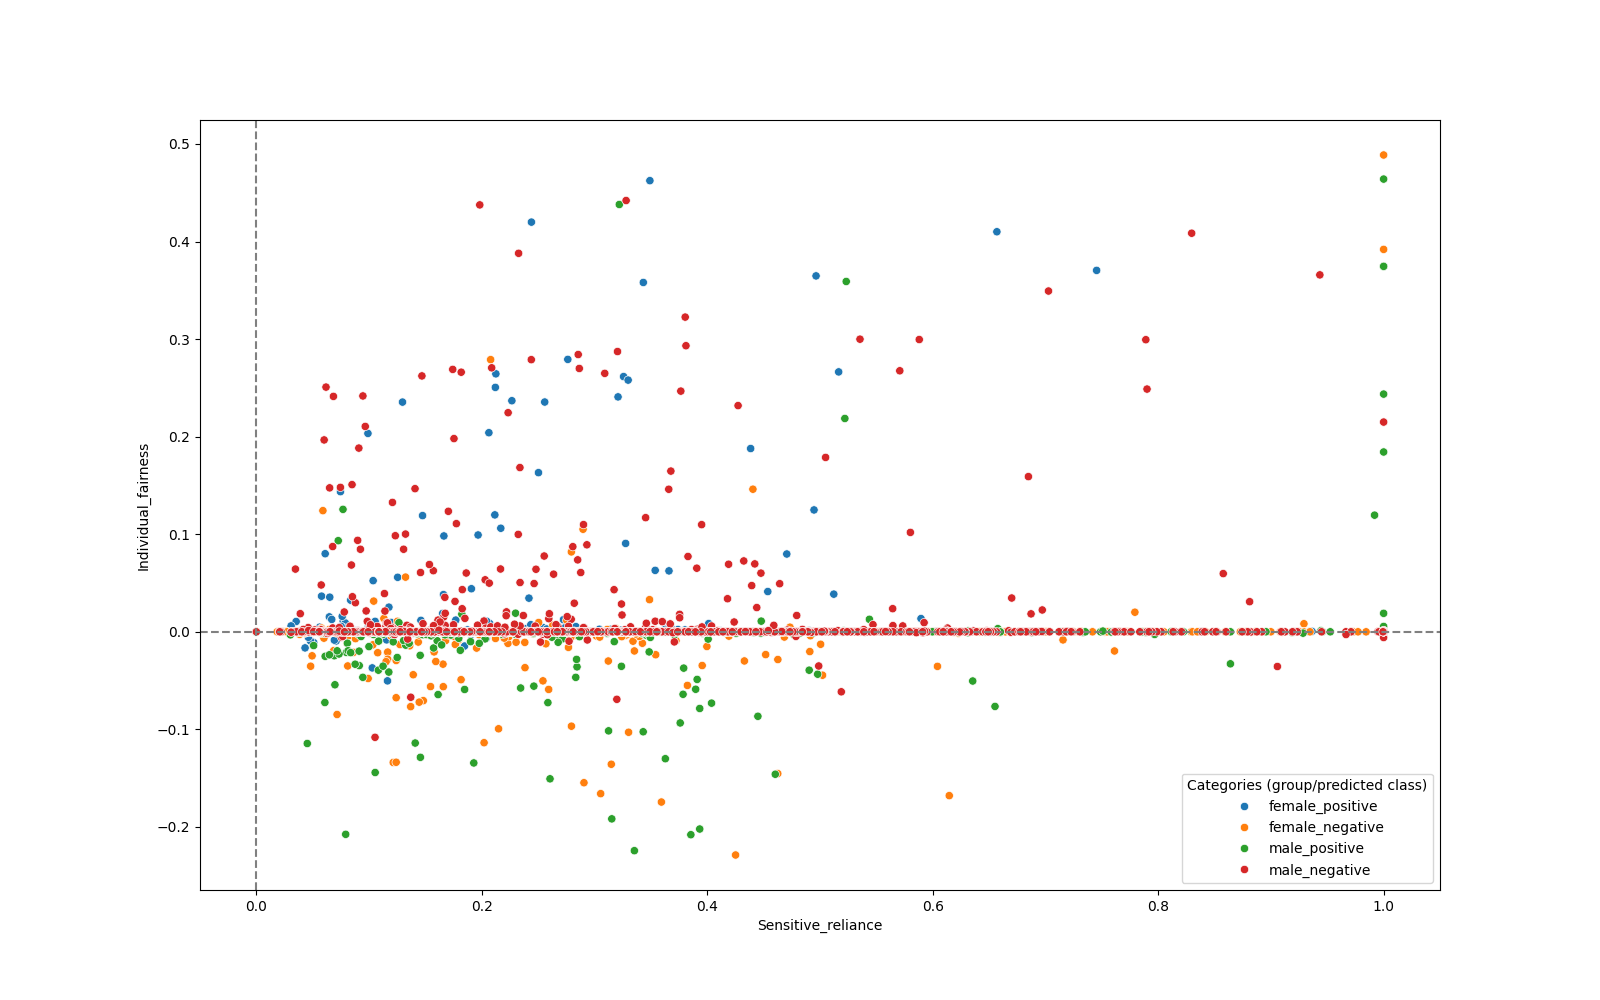 0.5
0.4
0.3
0.2
0.1
0.0
−0.1
−0.2
Individual_fairness
0.0 0.2 0.4 0.6 0.8 1.0
Sensitive_reliance
Categories (group/predicted class)
female_positive
female_negative
male_positive
male_negative